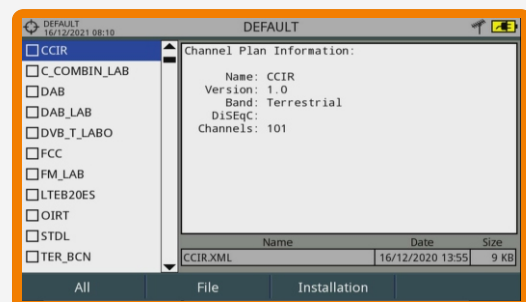 DEFAULT
16/12/2021 08:10
DEFAULT
CCIR
C_COMBIN_LAB
DAB
DAB_LAB
DVB_T_LABO
FCC
FM_LAB
LTEB20ES
OIRT
STDL
TER_BCN
Channel Plan Information:
Name: CCIR
Version: 1.0
Band: Terrestrial
DiSEqC:
Channels: 101
Name Date Size
CCIR.XML 16/12/2020 13:55 9 KB
All File Installation